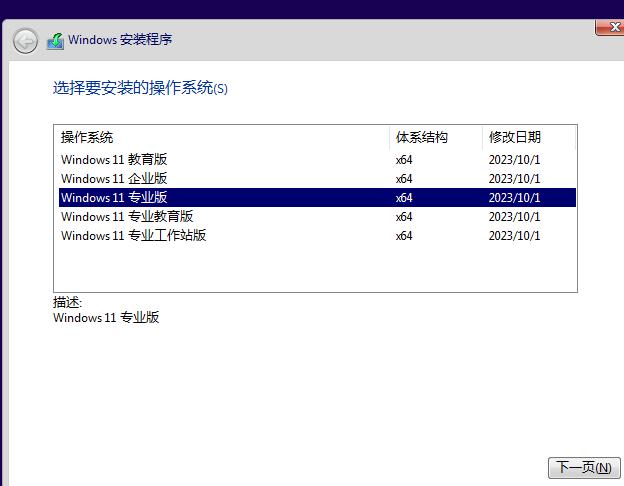 Windows 安装程序
选择要安装的操作系统(S)
操作系统 体系结构 修改日期
Windows 11 教育版 x64 2023/10/1
Windows 11 企业版 x64 2023/10/1
Windows 11 专业版 x64 2023/10/1
Windows 11 专业教育版 x64 2023/10/1
Windows 11 专业工作站版 x64 2023/10/1
描述:
Windows 11 专业版
下一页(N)